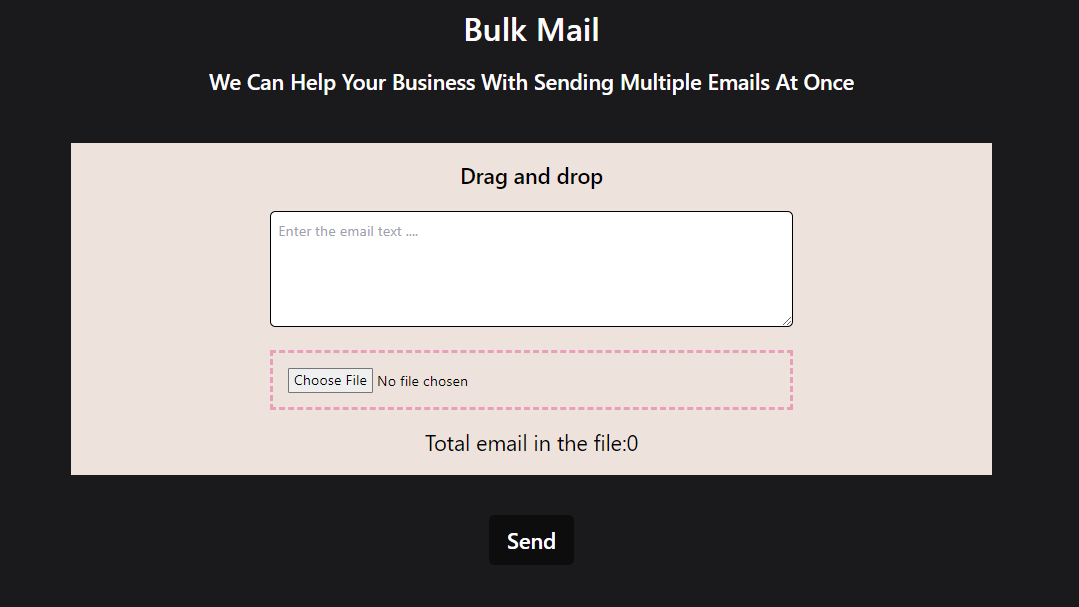 Bulk Mail
We Can Help Your Business With Sending Multiple Emails At Once
Drag and drop
Enter the email text ....
Choose File No file chosen
Total email in the file:0
Send